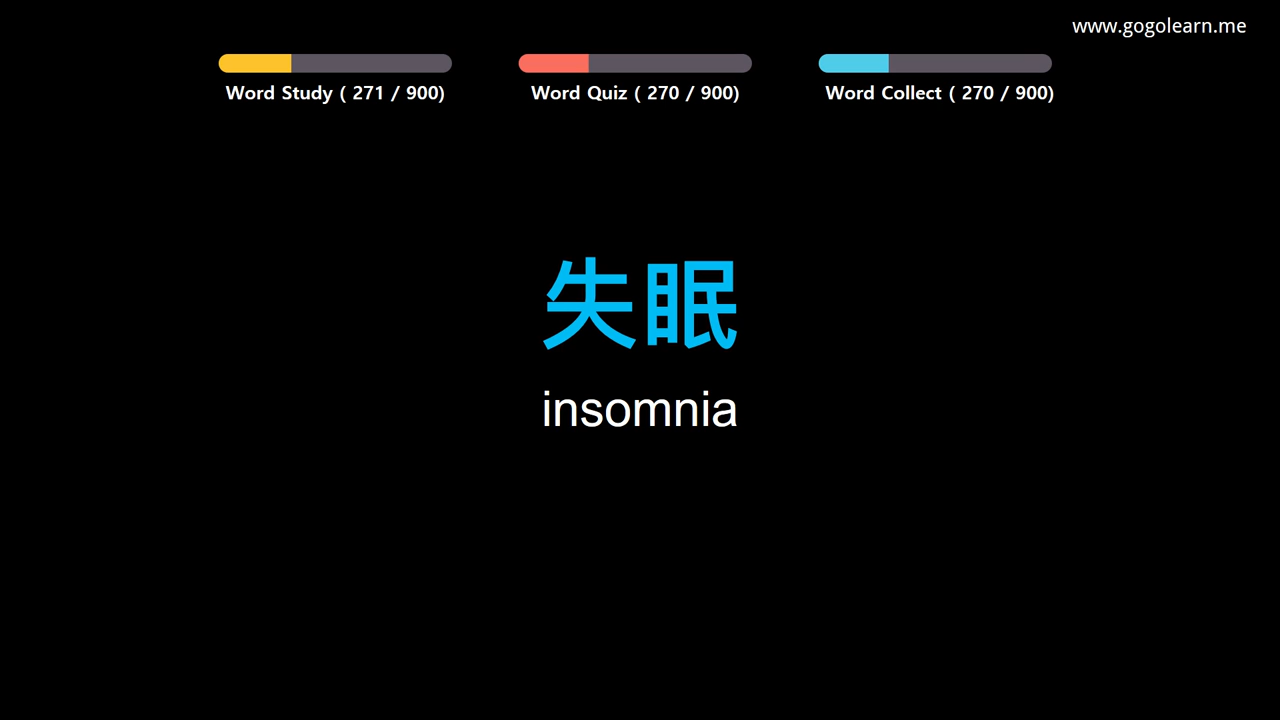 www.gogolearn.me
Word Study ( 271 / 900)
Word Quiz ( 270 / 900)
Word Collect ( 270 / 900)
失眠
insomnia